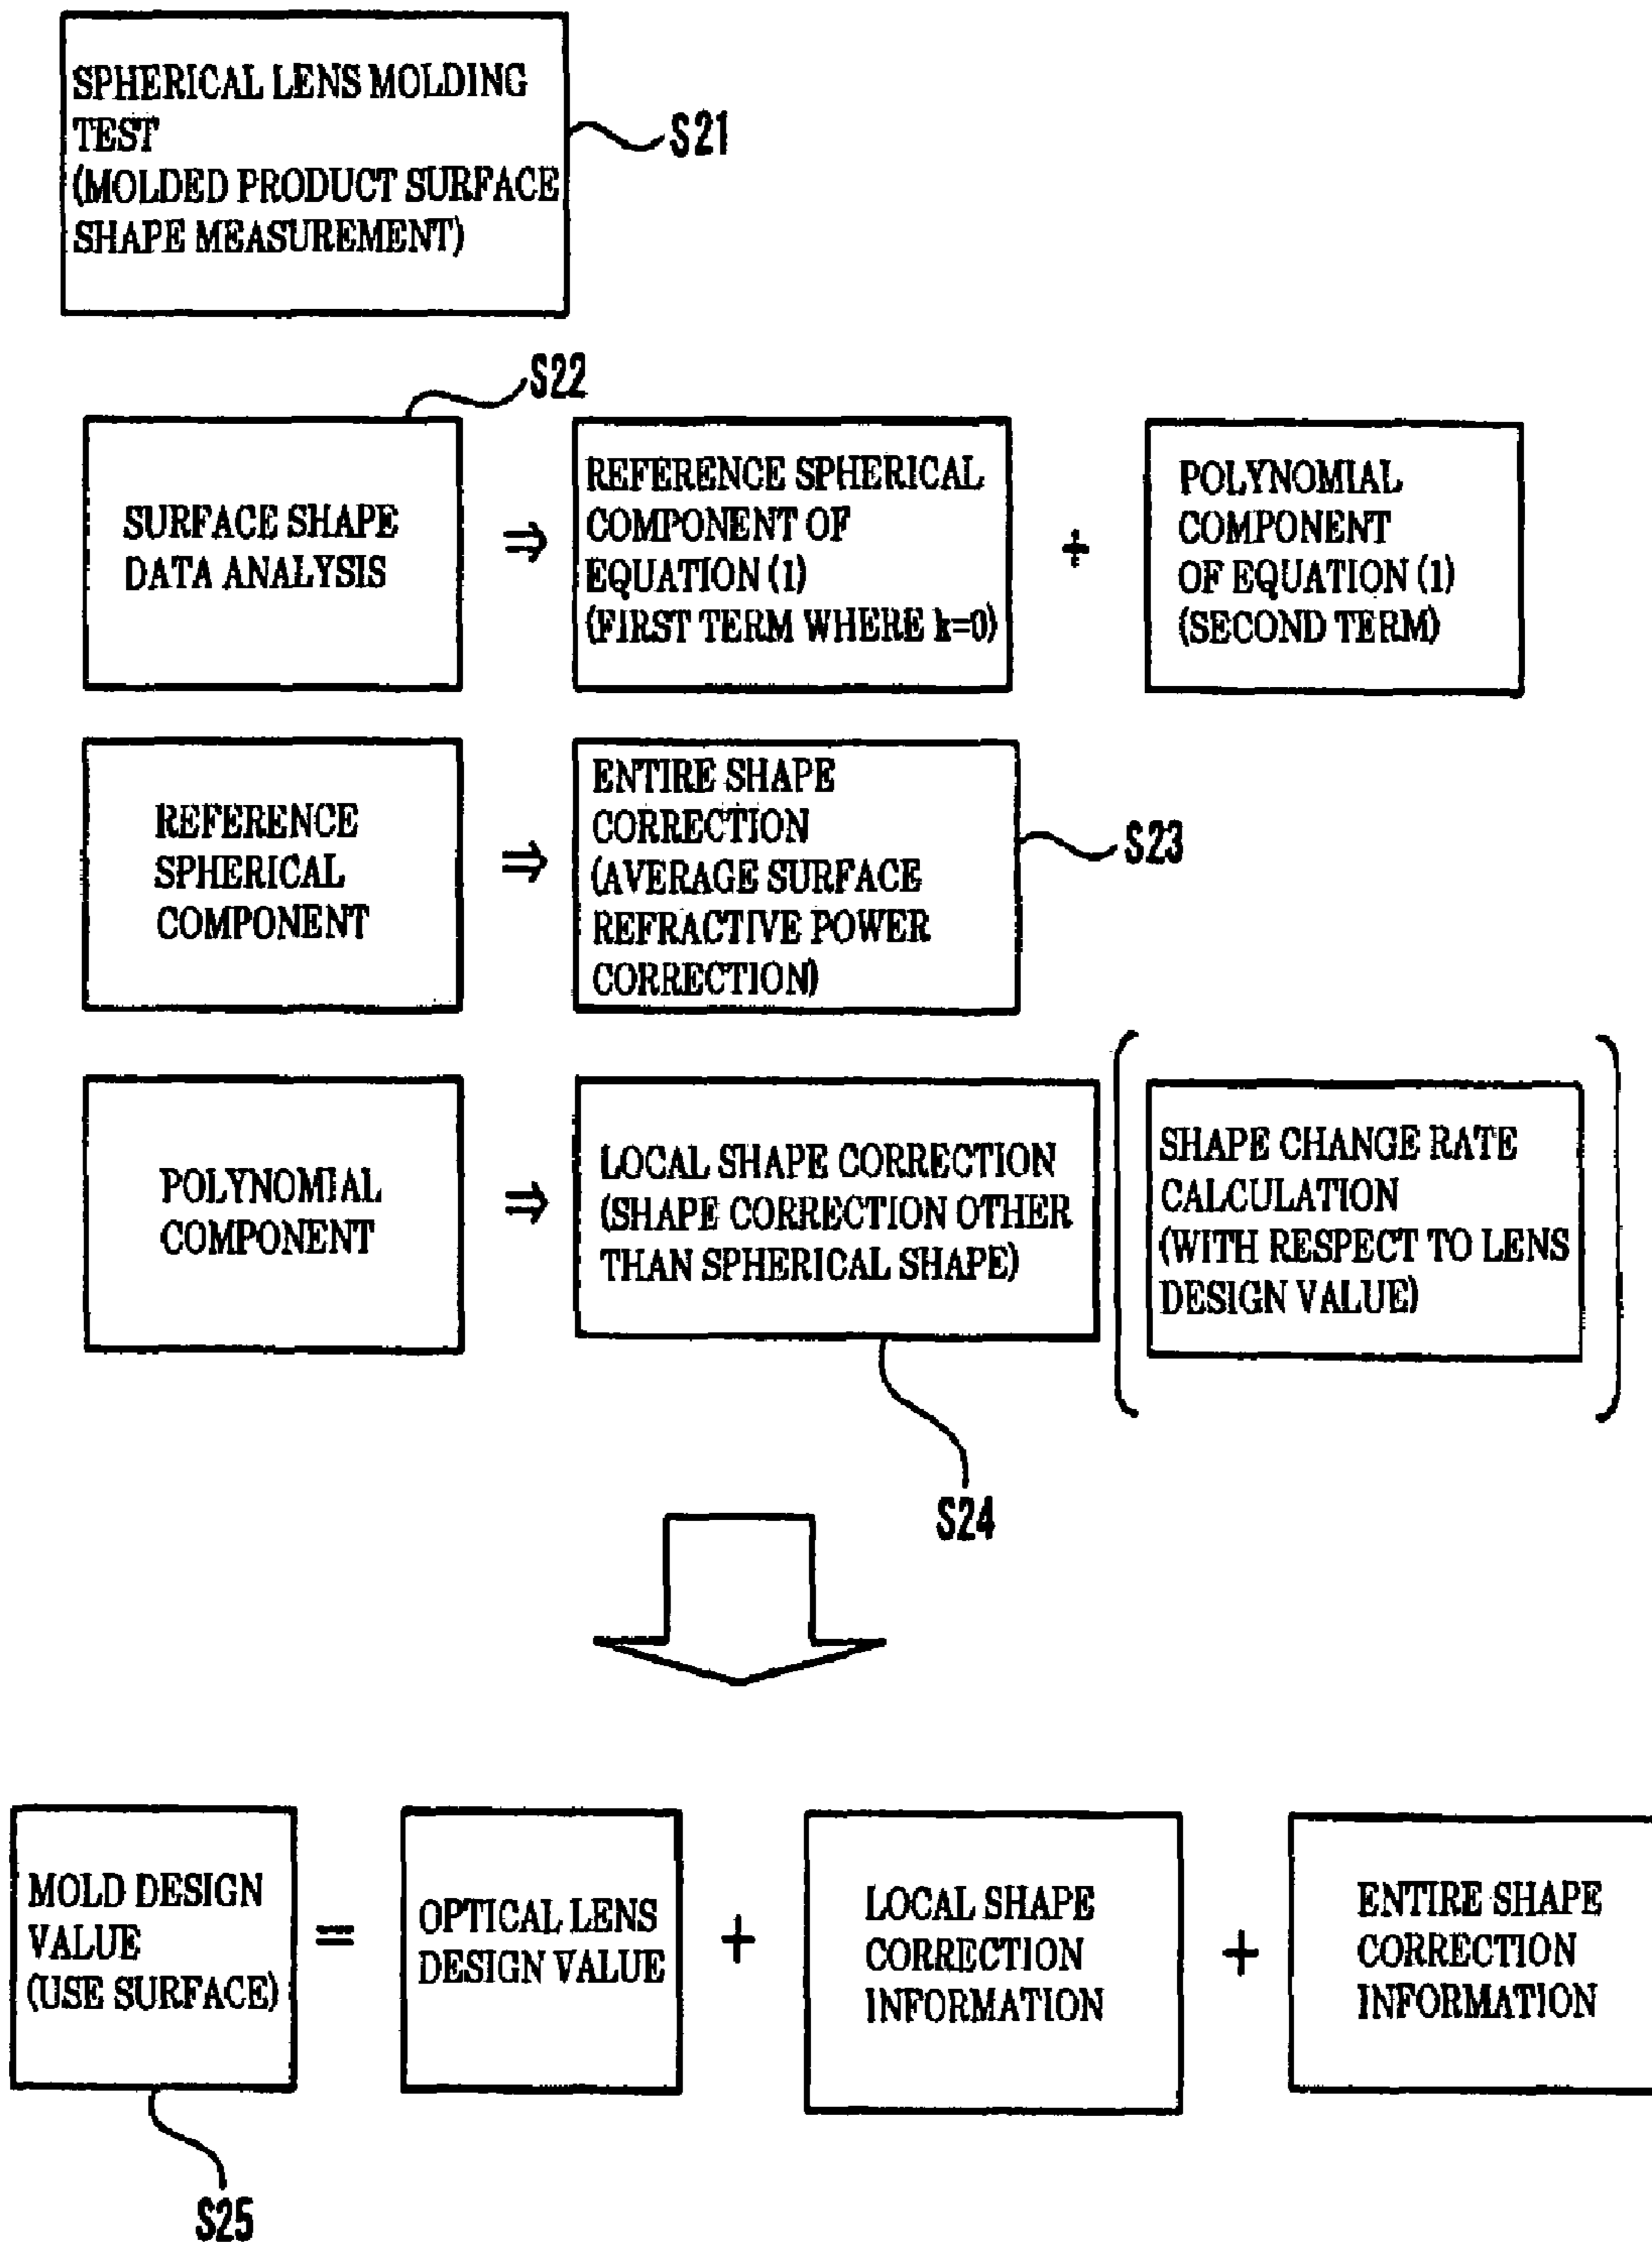 SPHERICAL LENS MOLDING
TEST
(MOLDED PRODUCT SURFACE
SHAPE MEASUREMENT)
S21
S22
SURFACE SHAPE
DATA ANALYSIS
⇒
REFERENCE SPHERICAL
COMPONENT OF
EQUATION (1)
(FIRST TERM WHERE k=0)
+
POLYNOMIAL
COMPONENT
OF EQUATION (1)
(SECOND TERM)
REFERENCE
SPHERICAL
COMPONENT
⇒
ENTIRE SHAPE
CORRECTION
(AVERAGE SURFACE
REFRACTIVE POWER
CORRECTION)
S23
POLYNOMIAL
COMPONENT
⇒
LOCAL SHAPE CORRECTION
(SHAPE CORRECTION OTHER
THAN SPHERICAL SHAPE)
SHAPE CHANGE RATE
CALCULATION
(WITH RESPECT TO LENS
DESIGN VALUE)
S24
MOLD DESIGN
VALUE
(USE SURFACE)
=
OPTICAL LENS
DESIGN VALUE
+
LOCAL SHAPE
CORRECTION
INFORMATION
+
ENTIRE SHAPE
CORRECTION
INFORMATION
S25